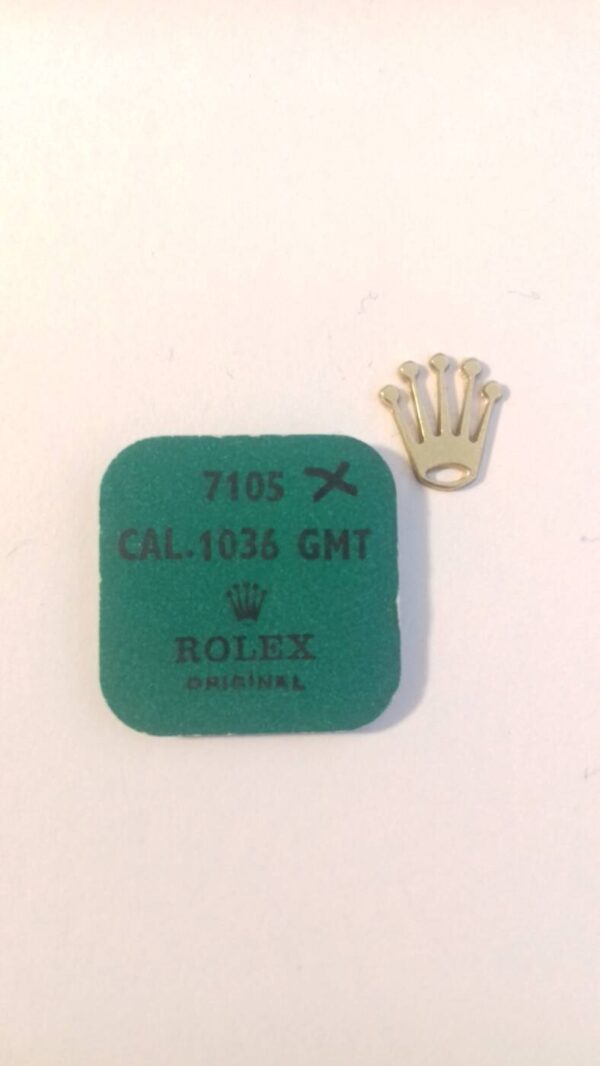 7105 X
CAL.1036 GMT
ROLEX
ORIGINAL